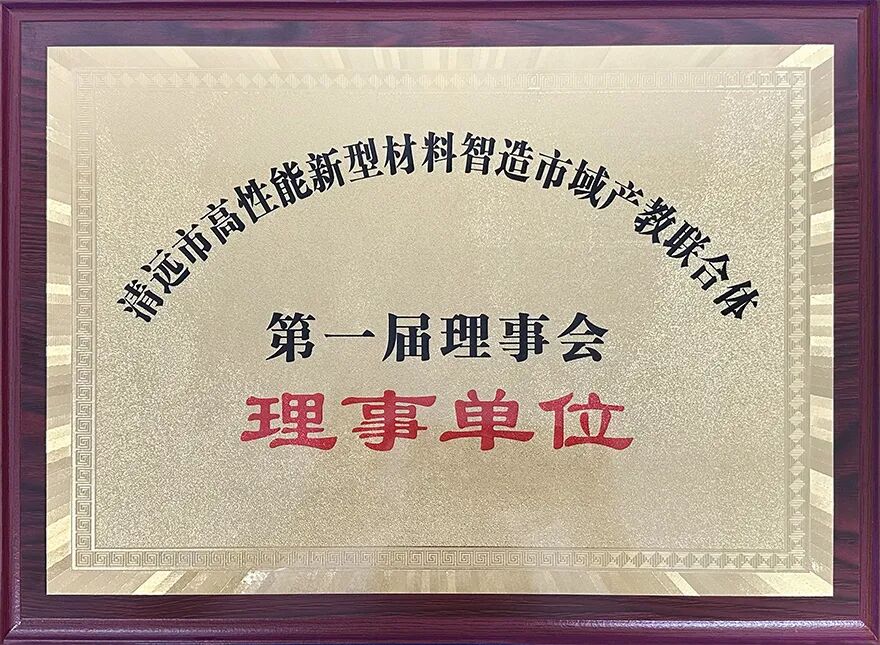 清远市高性能新型材料智造市域产教联合体
第一届理事会
理事单位